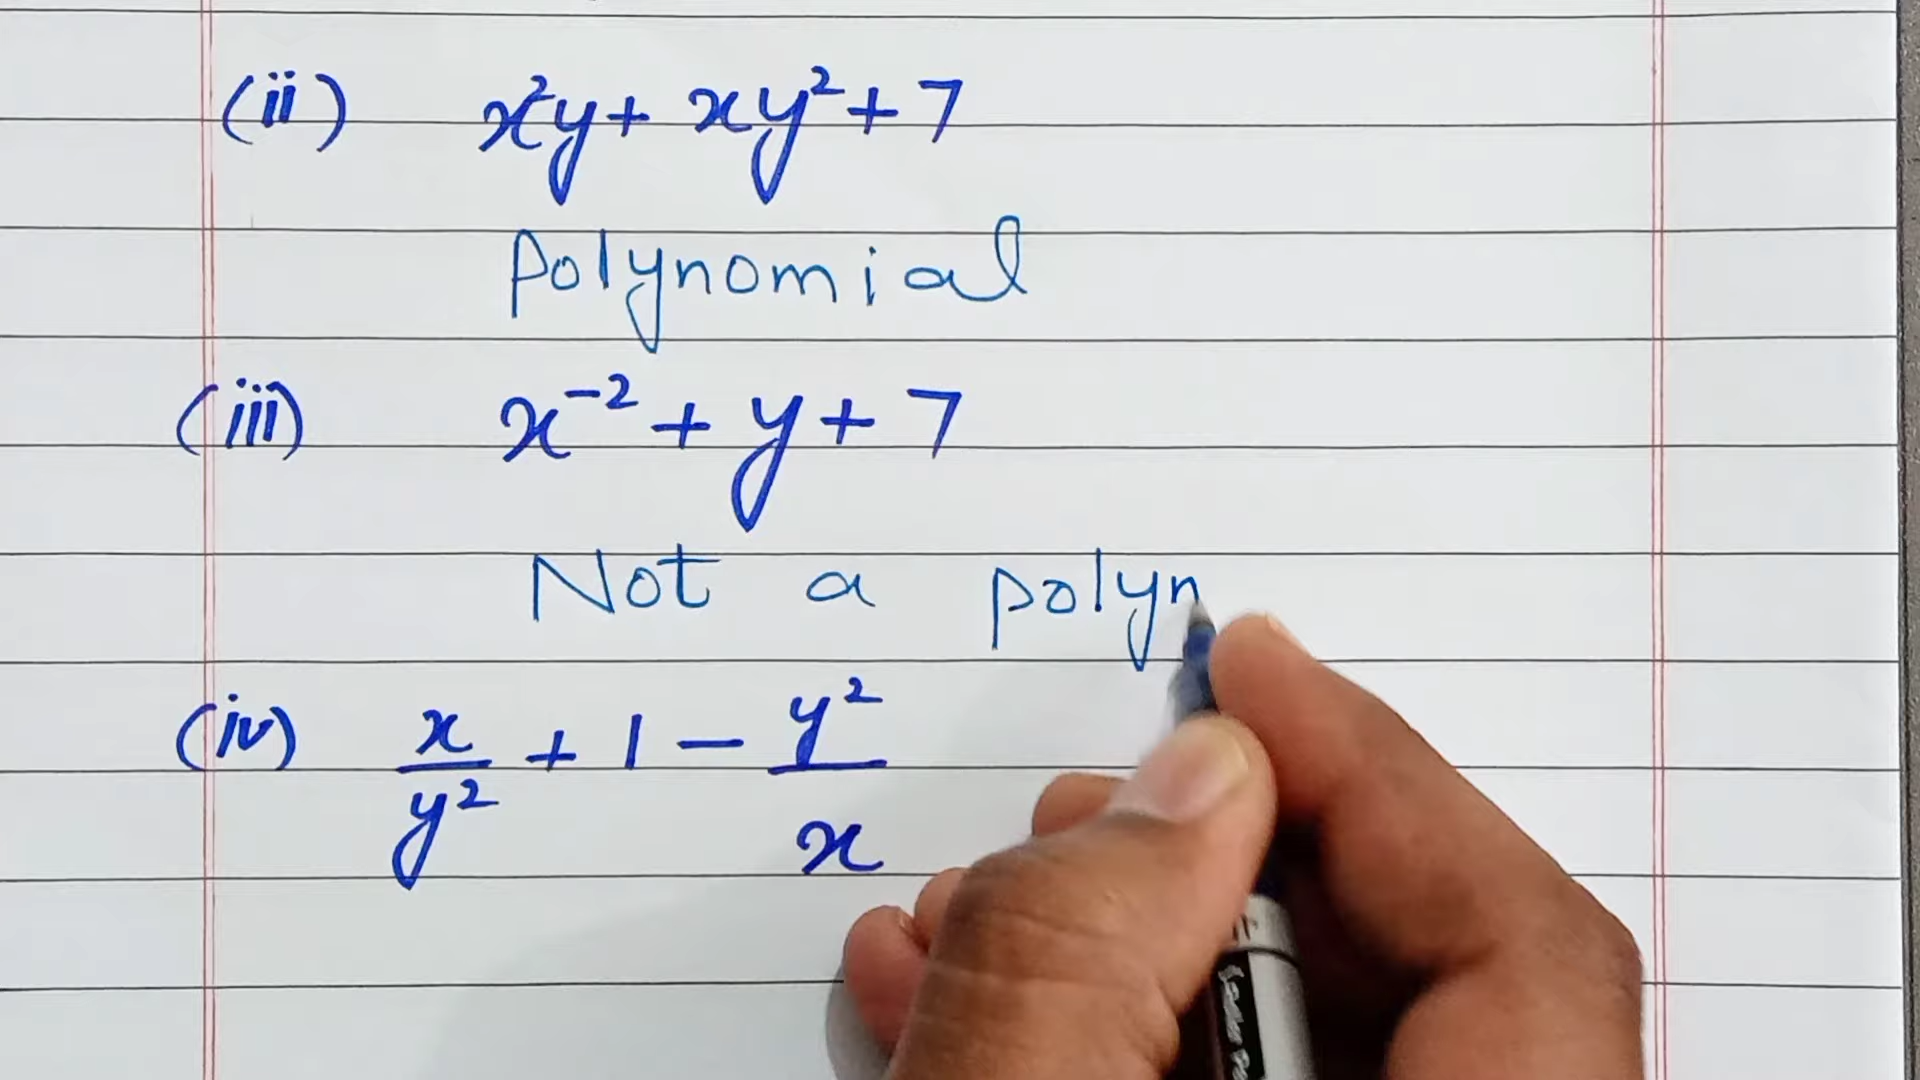 (ii) x²y + xy² + 7
Polynomial
(iii) x⁻² + y + 7
Not a polyn
(iv) x/y² + 1 - y²/x